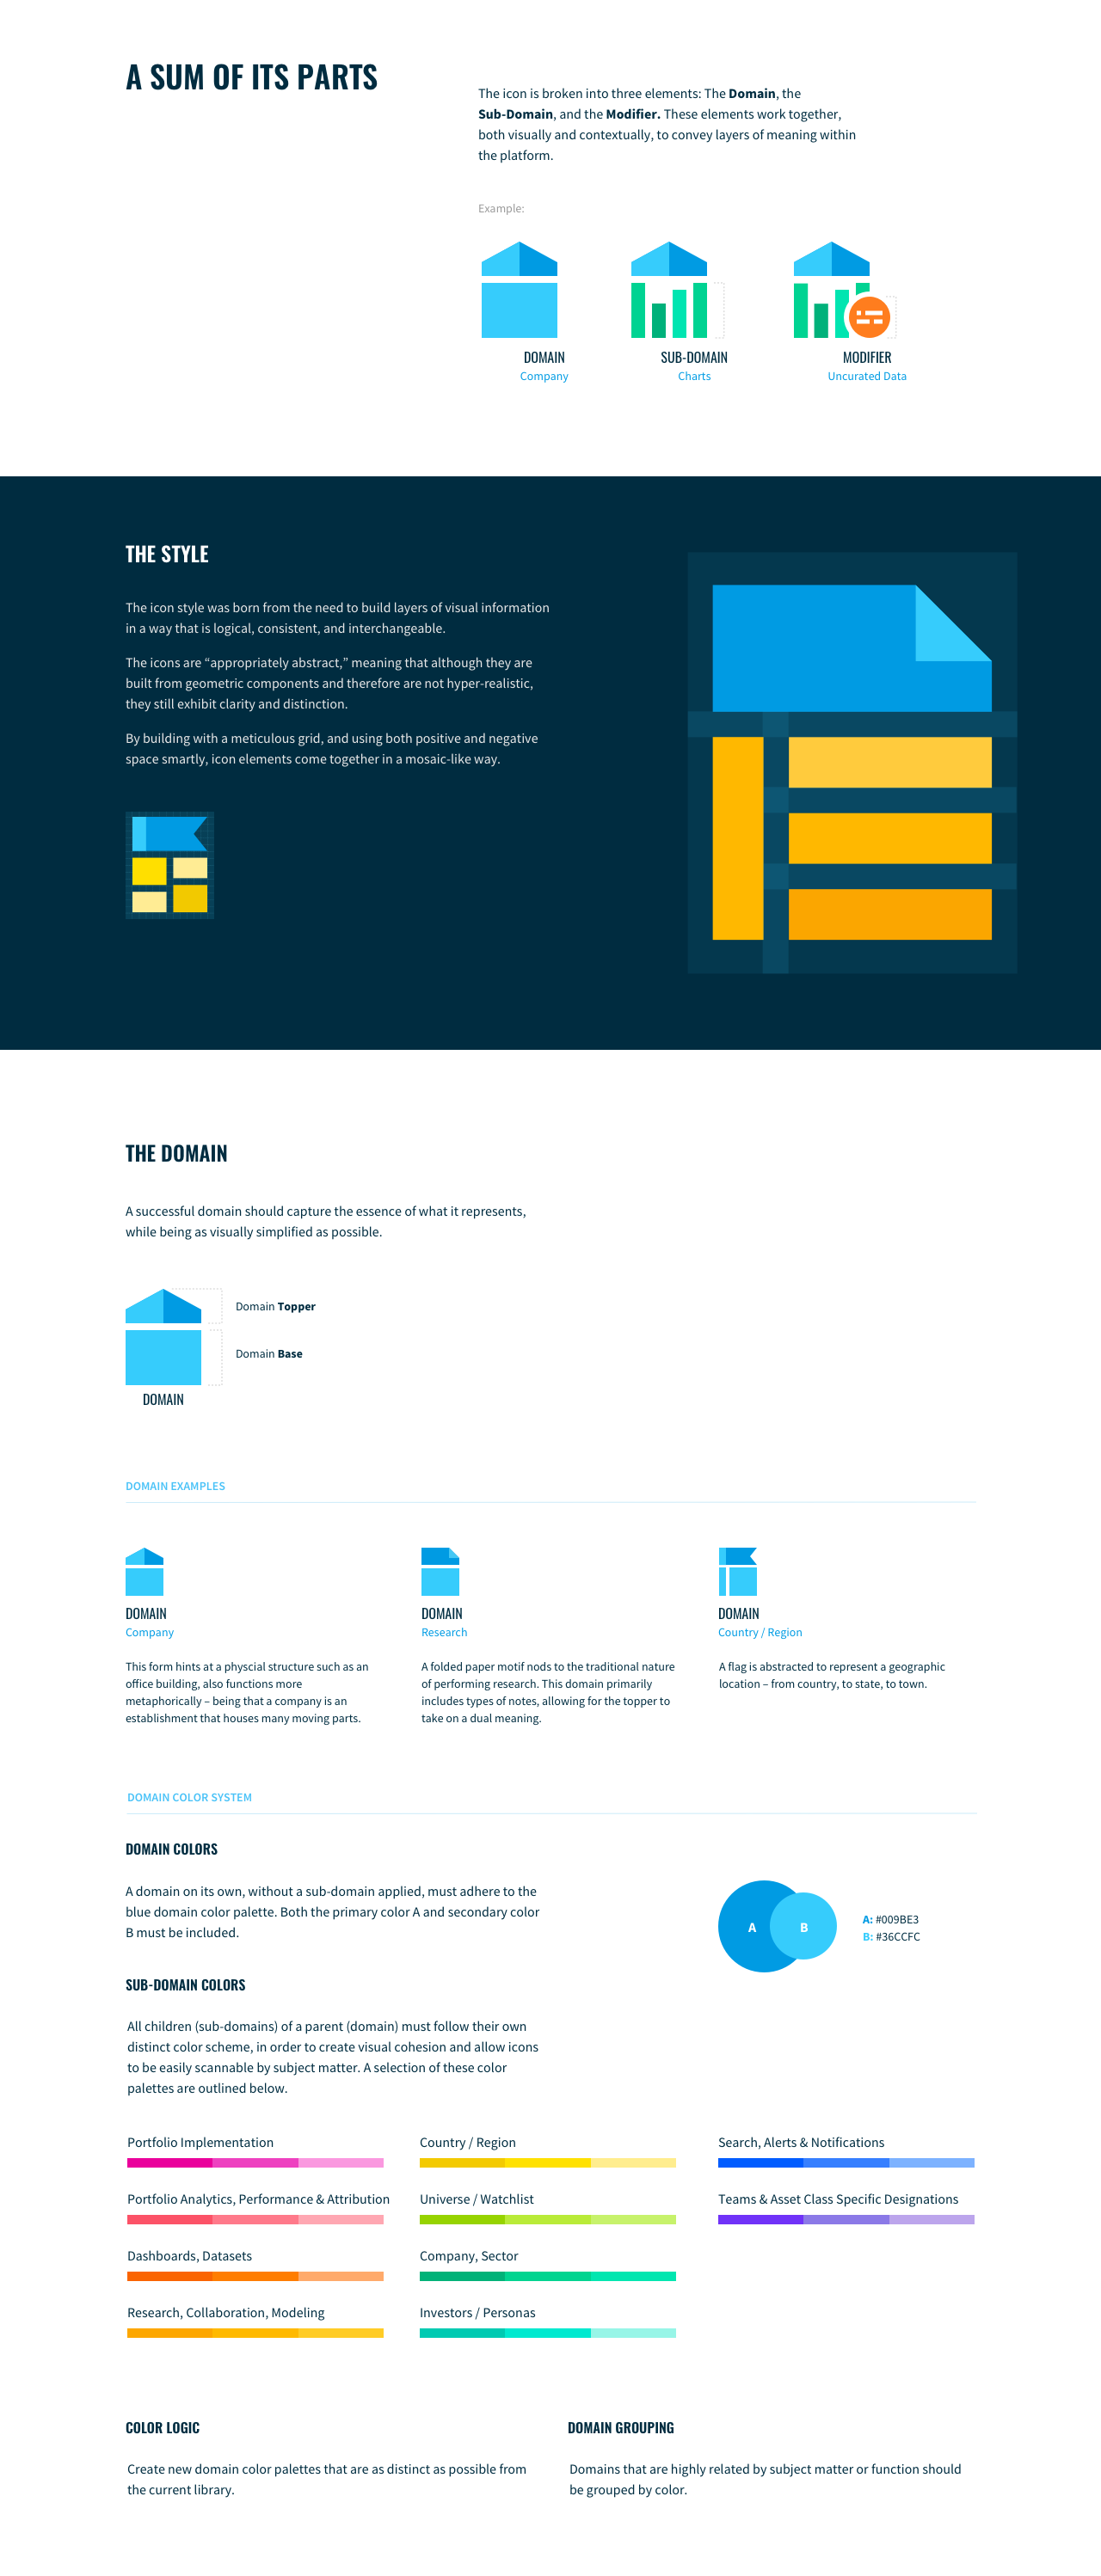 A SUM OF ITS PARTS
The icon is broken into three elements: The Domain, the
Sub-Domain, and the Modifier. These elements work together,
both visually and contextually, to convey layers of meaning within
the platform.
Example:
DOMAIN
Company
SUB-DOMAIN
Charts
MODIFIER
Uncurated Data
THE STYLE
The icon style was born from the need to build layers of visual information
in a way that is logical, consistent, and interchangeable.
The icons are “appropriately abstract,” meaning that although they are
built from geometric components and therefore are not hyper-realistic,
they still exhibit clarity and distinction.
By building with a meticulous grid, and using both positive and negative
space smartly, icon elements come together in a mosaic-like way.
THE DOMAIN
A successful domain should capture the essence of what it represents,
while being as visually simplified as possible.
Domain Topper
Domain Base
DOMAIN
DOMAIN EXAMPLES
DOMAIN
Company
This form hints at a physcial structure such as an
office building, also functions more
metaphorically – being that a company is an
establishment that houses many moving parts.
DOMAIN
Research
A folded paper motif nods to the traditional nature
of performing research. This domain primarily
includes types of notes, allowing for the topper to
take on a dual meaning.
DOMAIN
Country / Region
A flag is abstracted to represent a geographic
location – from country, to state, to town.
DOMAIN COLOR SYSTEM
DOMAIN COLORS
A domain on its own, without a sub-domain applied, must adhere to the
blue domain color palette. Both the primary color A and secondary color
B must be included.
A
B
A: #009BE3
B: #36CCFC
SUB-DOMAIN COLORS
All children (sub-domains) of a parent (domain) must follow their own
distinct color scheme, in order to create visual cohesion and allow icons
to be easily scannable by subject matter. A selection of these color
palettes are outlined below.
Portfolio Implementation
Portfolio Analytics, Performance & Attribution
Dashboards, Datasets
Research, Collaboration, Modeling
Country / Region
Universe / Watchlist
Company, Sector
Investors / Personas
Search, Alerts & Notifications
Teams & Asset Class Specific Designations
COLOR LOGIC
Create new domain color palettes that are as distinct as possible from
the current library.
DOMAIN GROUPING
Domains that are highly related by subject matter or function should
be grouped by color.